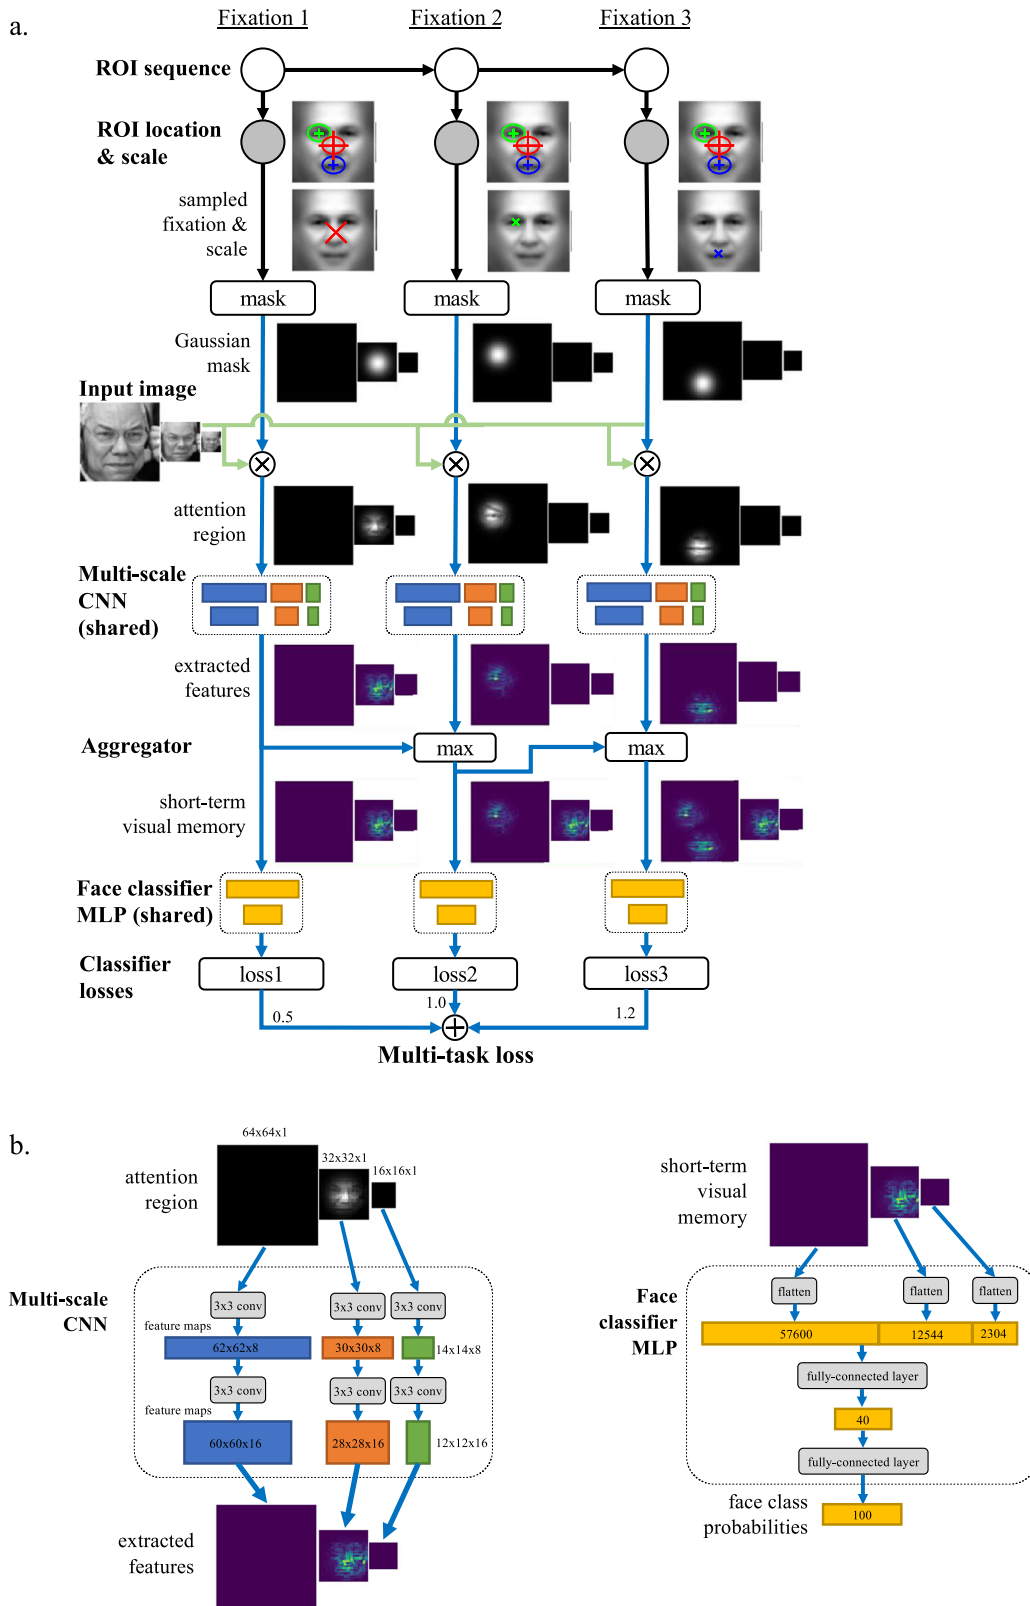 a.
Fixation 1
Fixation 2
Fixation 3
ROI sequence
ROI location
& scale
sampled
fixation &
scale
mask
mask
mask
Gaussian
mask
Input image
attention
region
Multi-scale
CNN
(shared)
extracted
features
Aggregator
max
max
short-term
visual memory
Face classifier
MLP (shared)
Classifier
losses
loss1
loss2
loss3
0.5
1.0
1.2
Multi-task loss
b.
64x64x1
32x32x1
16x16x1
attention
region
Multi-scale
CNN
3x3 conv
3x3 conv
3x3 conv
feature maps
62x62x8
30x30x8
14x14x8
3x3 conv
3x3 conv
3x3 conv
feature maps
60x60x16
28x28x16
12x12x16
extracted
features
short-term
visual
memory
Face
classifier
MLP
flatten
flatten
flatten
57600
12544
2304
fully-connected layer
40
fully-connected layer
face class
probabilities
100